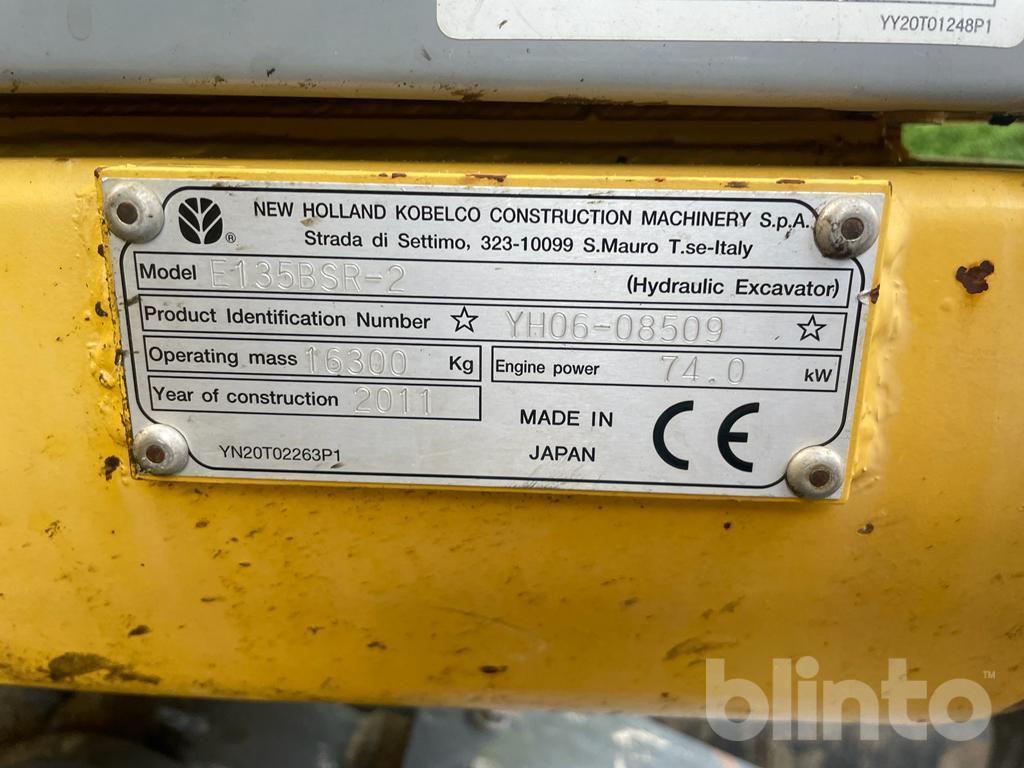 YY20T01248P1
NEW HOLLAND KOBELCO CONSTRUCTION MACHINERY S.p.A.
®
Strada di Settimo, 323-10099 S.Mauro T.se-Italy
Model E135BSR-2 (Hydraulic Excavator)
Product Identification Number ☆ YH06-08509 ☆
Operating mass 16300 Kg Engine power 74.0 kW
Year of construction 2011
MADE IN
JAPAN
CE
YN20T02263P1
blinto™